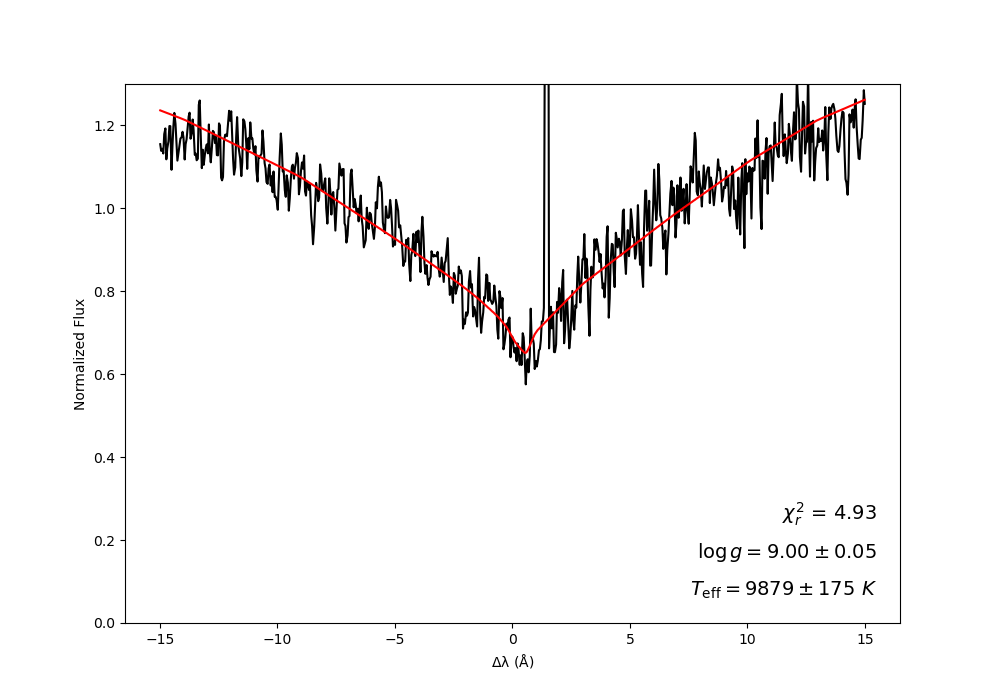 1.2
1.0
0.8
0.6
0.4
0.2
0.0
Normalized Flux
χ²ᵣ = 4.93
log g = 9.00 ± 0.05
T_eff = 9879 ± 175 K
−15 −10 −5 0 5 10 15
Δλ (Å)